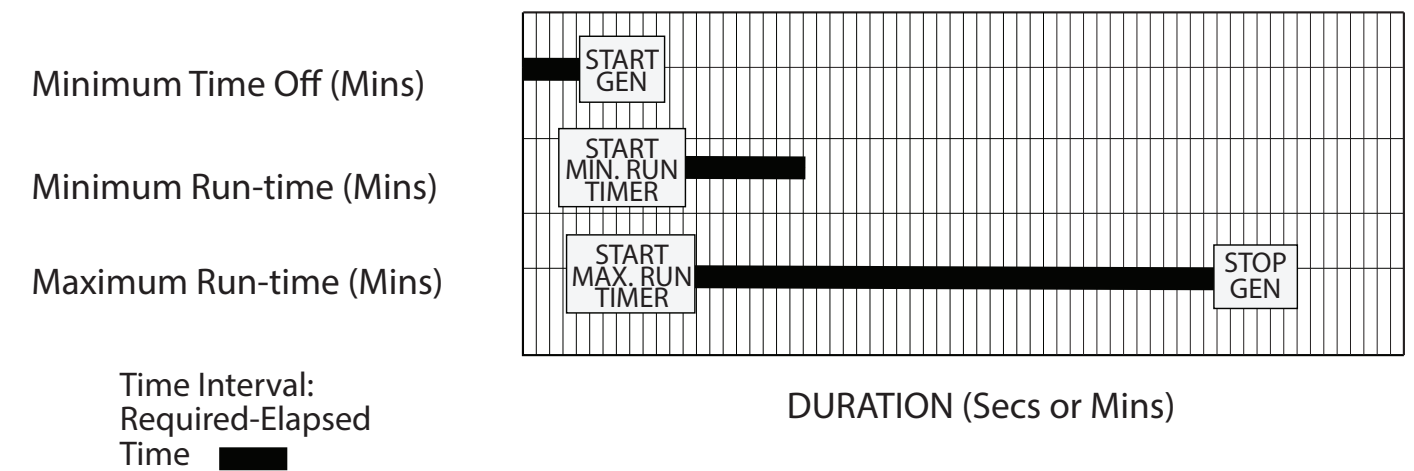 Minimum Time Off (Mins)
START
GEN
Minimum Run-time (Mins)
START
MIN. RUN
TIMER
Maximum Run-time (Mins)
START
MAX. RUN
TIMER
STOP
GEN
Time Interval:
Required-Elapsed
Time
DURATION (Secs or Mins)